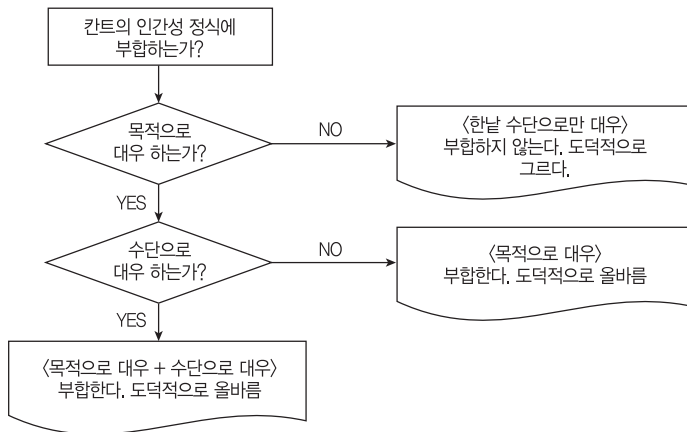 칸트의 인간성 정식에
부합하는가?
목적으로
대우 하는가?
NO
〈한낱 수단으로만 대우〉
부합하지 않는다. 도덕적으로
그르다.
YES
수단으로
대우 하는가?
NO
〈목적으로 대우〉
부합한다. 도덕적으로 올바름
YES
〈목적으로 대우 + 수단으로 대우〉
부합한다. 도덕적으로 올바름